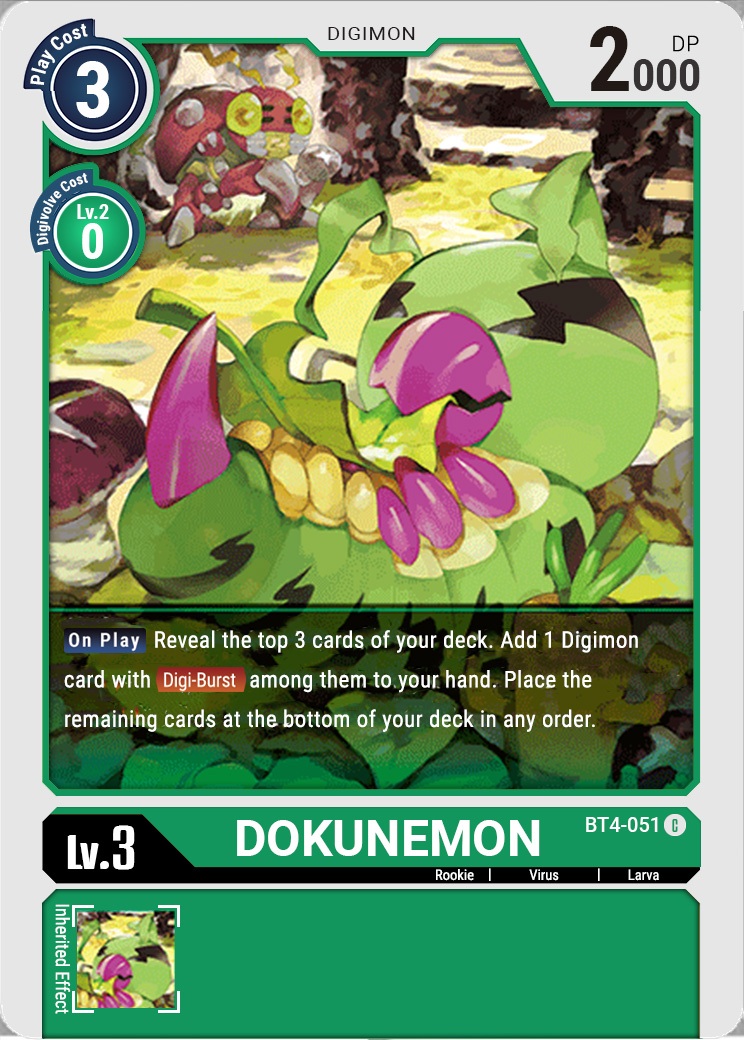 DIGIMON
Play Cost
3
DP
2000
Digivolve Cost
Lv.2
0
On Play Reveal the top 3 cards of your deck. Add 1 Digimon
card with Digi-Burst among them to your hand. Place the
remaining cards at the bottom of your deck in any order.
Lv.3
DOKUNEMON
BT4-051 C
Rookie | Virus | Larva
Inherited Effect